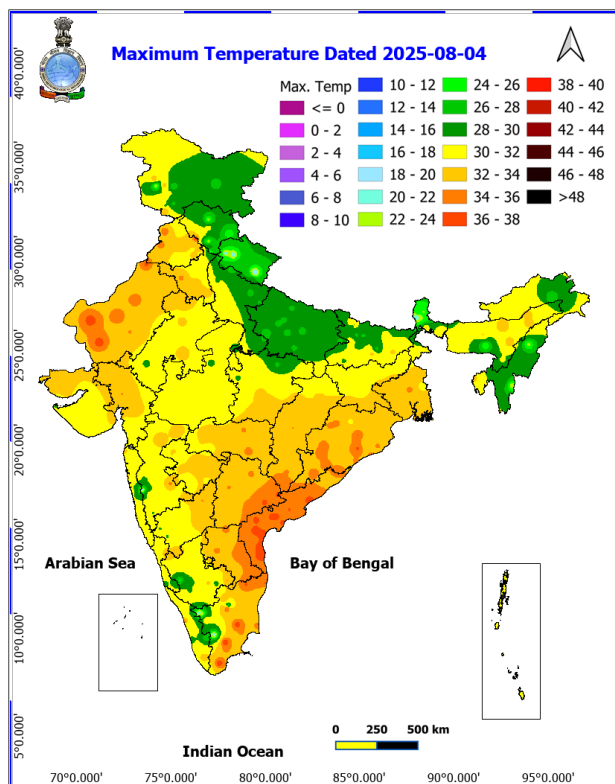 Maximum Temperature Dated 2025-08-04
Max. Temp
<= 0
0 - 2
2 - 4
4 - 6
6 - 8
8 - 10
10 - 12
12 - 14
14 - 16
16 - 18
18 - 20
20 - 22
22 - 24
24 - 26
26 - 28
28 - 30
30 - 32
32 - 34
34 - 36
36 - 38
38 - 40
40 - 42
42 - 44
44 - 46
46 - 48
>48
40°0.000'
35°0.000'
30°0.000'
25°0.000'
20°0.000'
15°0.000'
10°0.000'
5°0.000'
Arabian Sea
Bay of Bengal
Indian Ocean
0 250 500 km
70°0.000' 75°0.000' 80°0.000' 85°0.000' 90°0.000' 95°0.000'